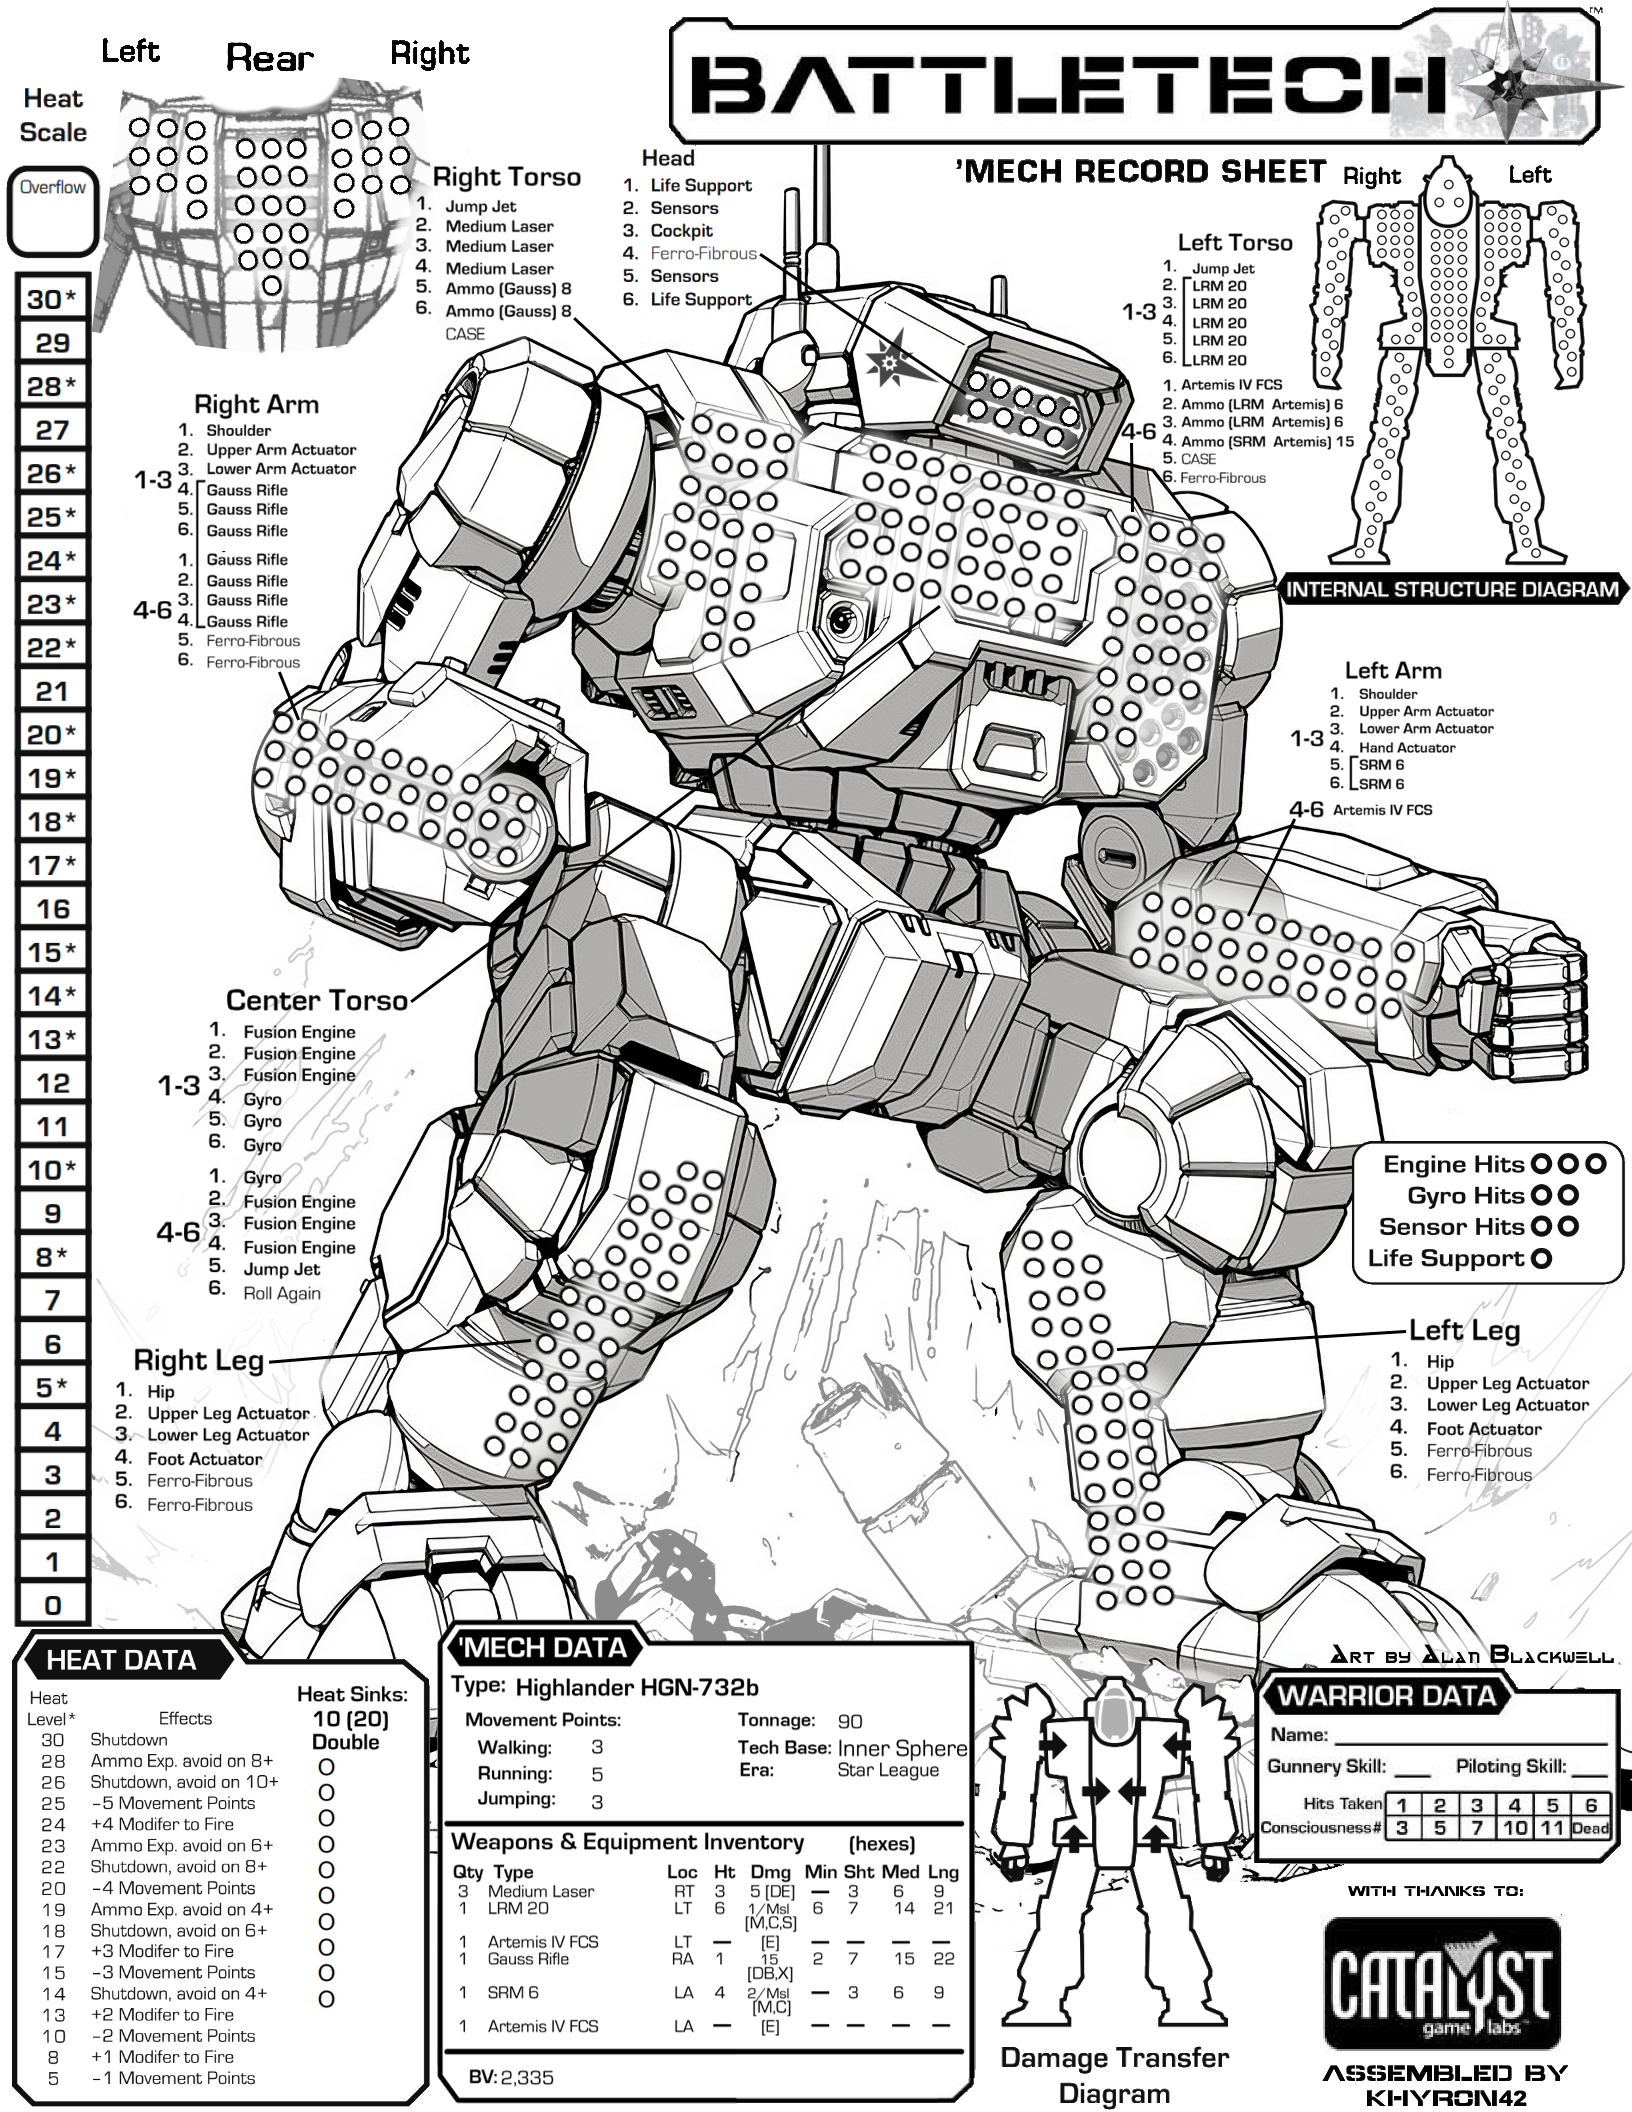 Left Rear Right
BATTLETECH
TM
'MECH RECORD SHEET
Right Left
Heat
Scale
Overflow
30*
29
28*
27
26*
25*
24*
23*
22*
21
20*
19*
18*
17*
16
15*
14*
13*
12
11
10*
9
8*
7
6
5*
4
3
2
1
0
Right Torso
1. Jump Jet
2. Medium Laser
3. Medium Laser
4. Medium Laser
5. Ammo (Gauss) 8
6. Ammo (Gauss) 8
CASE
Head
1. Life Support
2. Sensors
3. Cockpit
4. Ferro-Fibrous
5. Sensors
6. Life Support
Left Torso
1-3
1. Jump Jet
2. LRM 20
3. LRM 20
4. LRM 20
5. LRM 20
6. LRM 20
4-6
1. Artemis IV FCS
2. Ammo (LRM Artemis) 6
3. Ammo (LRM Artemis) 6
4. Ammo (SRM Artemis) 15
5. CASE
6. Ferro-Fibrous
INTERNAL STRUCTURE DIAGRAM
Right Arm
1-3
1. Shoulder
2. Upper Arm Actuator
3. Lower Arm Actuator
4. Gauss Rifle
5. Gauss Rifle
6. Gauss Rifle
4-6
1. Gauss Rifle
2. Gauss Rifle
3. Gauss Rifle
4. Gauss Rifle
5. Ferro-Fibrous
6. Ferro-Fibrous
Left Arm
1-3
1. Shoulder
2. Upper Arm Actuator
3. Lower Arm Actuator
4. Hand Actuator
5. SRM 6
6. SRM 6
4-6 Artemis IV FCS
Center Torso
1-3
1. Fusion Engine
2. Fusion Engine
3. Fusion Engine
4. Gyro
5. Gyro
6. Gyro
4-6
1. Gyro
2. Fusion Engine
3. Fusion Engine
4. Fusion Engine
5. Jump Jet
6. Roll Again
Engine Hits
Gyro Hits
Sensor Hits
Life Support
Right Leg
1. Hip
2. Upper Leg Actuator
3. Lower Leg Actuator
4. Foot Actuator
5. Ferro-Fibrous
6. Ferro-Fibrous
Left Leg
1. Hip
2. Upper Leg Actuator
3. Lower Leg Actuator
4. Foot Actuator
5. Ferro-Fibrous
6. Ferro-Fibrous
Art by Alan Blackwell
HEAT DATA
Heat
Level* Effects
Heat Sinks:
10 (20)
Double
30 Shutdown
28 Ammo Exp. avoid on 8+
26 Shutdown, avoid on 10+
25 -5 Movement Points
24 +4 Modifer to Fire
23 Ammo Exp. avoid on 6+
22 Shutdown, avoid on 8+
20 -4 Movement Points
19 Ammo Exp. avoid on 4+
18 Shutdown, avoid on 6+
17 +3 Modifer to Fire
15 -3 Movement Points
14 Shutdown, avoid on 4+
13 +2 Modifer to Fire
10 -2 Movement Points
8 +1 Modifer to Fire
5 -1 Movement Points
'MECH DATA
Type: Highlander HGN-732b
Movement Points: Tonnage: 90
Walking: 3 Tech Base: Inner Sphere
Running: 5 Era: Star League
Jumping: 3
Weapons & Equipment Inventory (hexes)
Qty Type Loc Ht Dmg Min Sht Med Lng
3 Medium Laser RT 3 5 [DE] — 3 6 9
1 LRM 20 LT 6 1/Msl 6 7 14 21
[M,C,S]
1 Artemis IV FCS LT — [E] — — — —
1 Gauss Rifle RA 1 15 2 7 15 22
[DB,X]
1 SRM 6 LA 4 2/Msl — 3 6 9
[M,C]
1 Artemis IV FCS LA — [E] — — — —
BV: 2,335
Damage Transfer
Diagram
WARRIOR DATA
Name:
Gunnery Skill: Piloting Skill:
Hits Taken 1 2 3 4 5 6
Consciousness# 3 5 7 10 11 Dead
WITH THANKS TO:
CATALYST
game labs
ASSEMBLED BY
KHYRON42